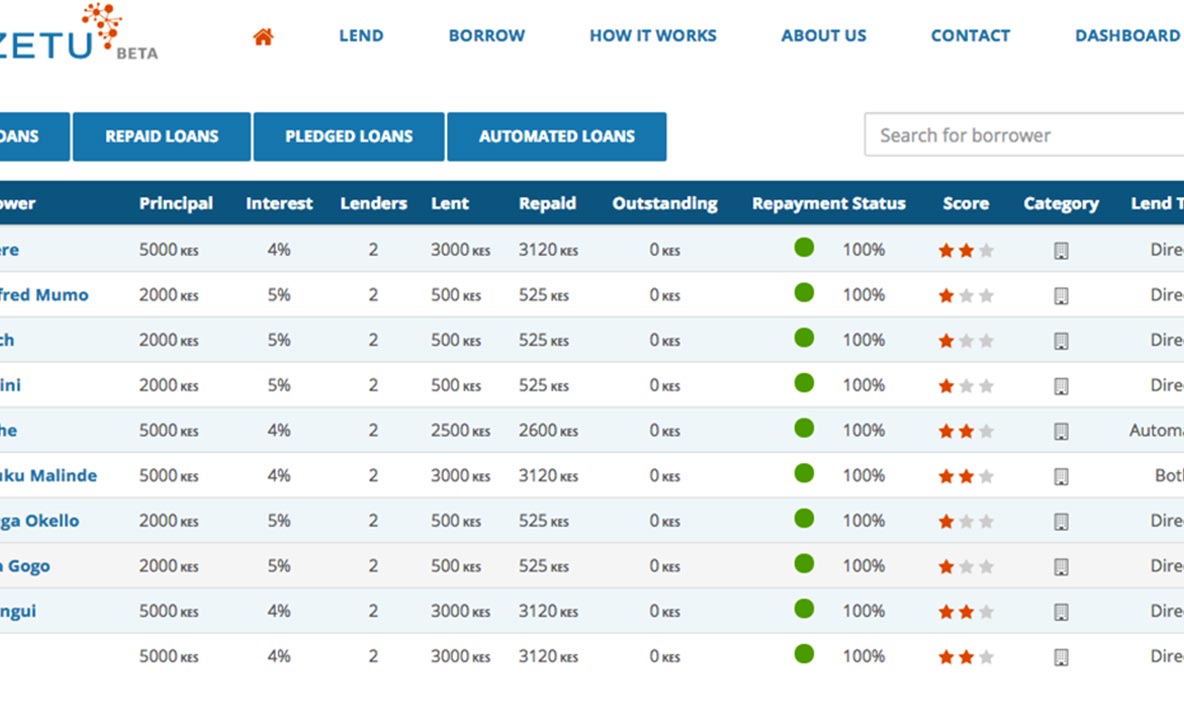 ZETU BETA
LEND BORROW HOW IT WORKS ABOUT US CONTACT DASHBOARD
OANS REPAID LOANS PLEDGED LOANS AUTOMATED LOANS Search for borrower
ower Principal Interest Lenders Lent Repaid Outstanding Repayment Status Score Category Lend T
ere 5000 KES 4% 2 3000 KES 3120 KES 0 KES 100% Dire
fred Mumo 2000 KES 5% 2 500 KES 525 KES 0 KES 100% Dire
ch 2000 KES 5% 2 500 KES 525 KES 0 KES 100% Dire
ini 2000 KES 5% 2 500 KES 525 KES 0 KES 100% Dire
he 5000 KES 4% 2 2500 KES 2600 KES 0 KES 100% Automa
uku Malinde 5000 KES 4% 2 3000 KES 3120 KES 0 KES 100% Bot
ga Okello 2000 KES 5% 2 500 KES 525 KES 0 KES 100% Dire
a Gogo 2000 KES 5% 2 500 KES 525 KES 0 KES 100% Dire
ngui 5000 KES 4% 2 3000 KES 3120 KES 0 KES 100% Dire
5000 KES 4% 2 3000 KES 3120 KES 0 KES 100% Dire